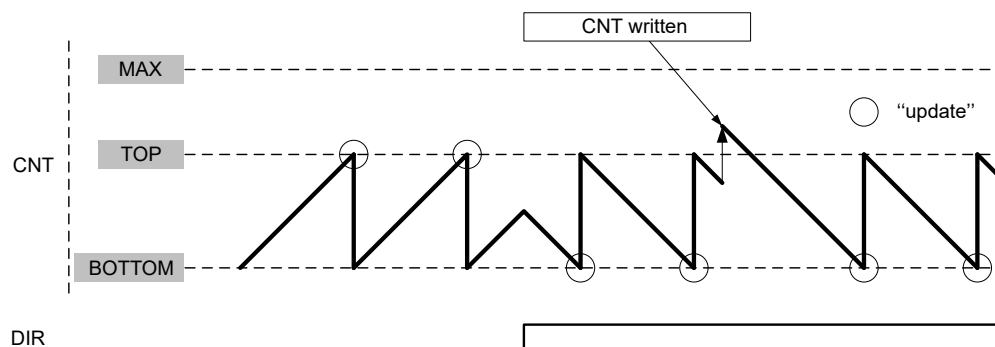 CNT written
MAX
“update”
TOP
CNT
BOTTOM
DIR